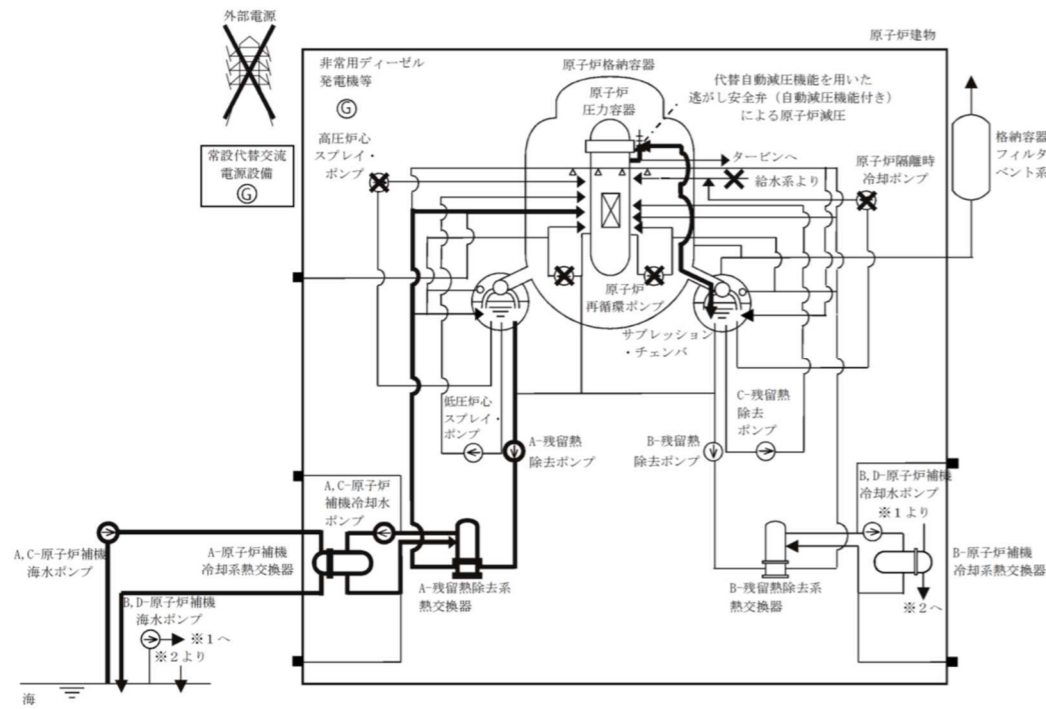 外部電源
原子炉建物
非常用ディーゼル
発電機等
G
原子炉格納容器
原子炉
圧力容器
代替自動減圧機能を用いた
逃がし安全弁（自動減圧機能付き）
による原子炉減圧
高圧炉心
スプレイ・
ポンプ
常設代替交流
電源設備
G
タービンへ
給水系より
原子炉隔離時
冷却ポンプ
格納容器
フィルタ
ベント系
原子炉
再循環ポンプ
サプレッション
・チェンバ
低圧炉心
スプレイ・
ポンプ
A-残留熱
除去ポンプ
B-残留熱
除去ポンプ
C-残留熱
除去
ポンプ
A,C-原子炉
補機冷却水
ポンプ
B,D-原子炉補機
冷却水ポンプ
※1より
A,C-原子炉補機
海水ポンプ
A-原子炉補機
冷却系熱交換器
A-残留熱除去系
熱交換器
B-残留熱除去系
熱交換器
B-原子炉補機
冷却系熱交換器
※2へ
B,D-原子炉補機
海水ポンプ
※1へ
※2より
海